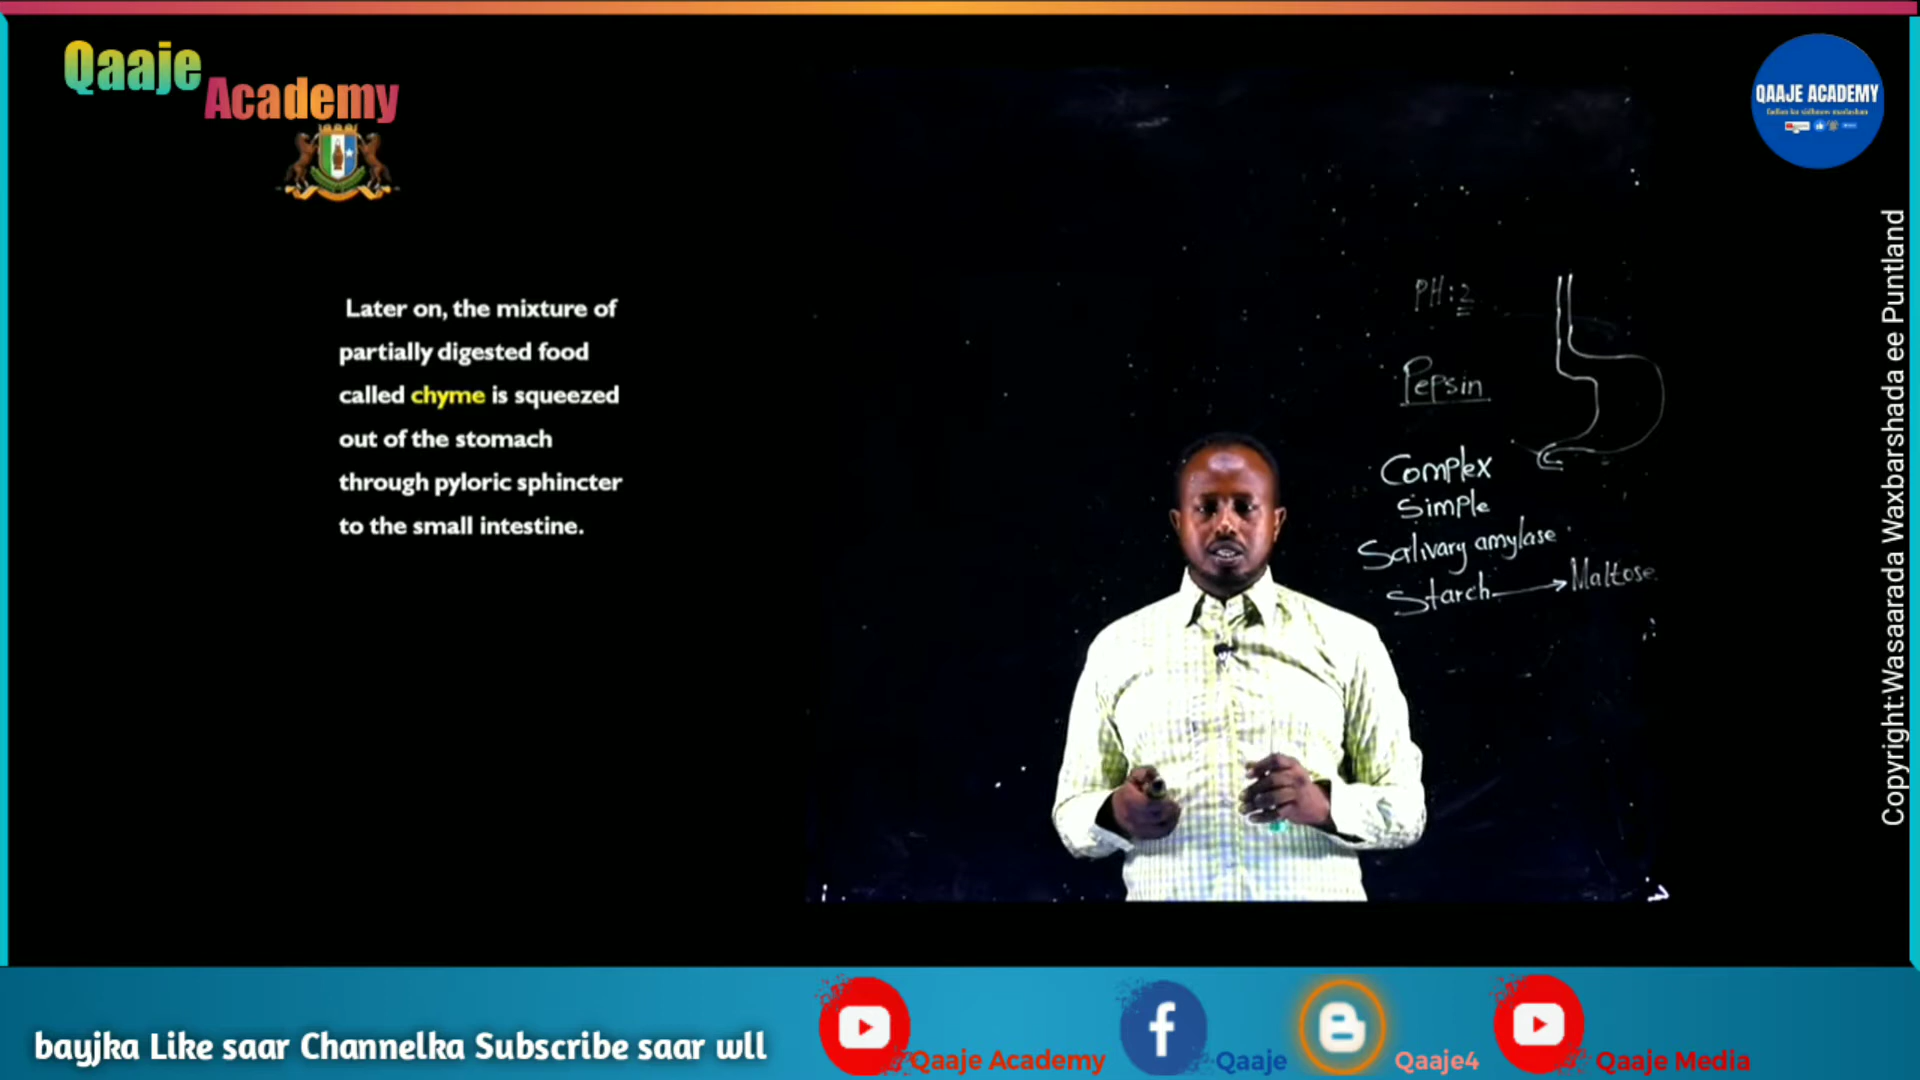 Qaaje
Academy
QAAJE ACADEMY
Later on, the mixture of
partially digested food
called chyme is squeezed
out of the stomach
through pyloric sphincter
to the small intestine.
PH:2
Pepsin
Complex
Simple
Salivary amylase
Starch → Maltose
Copyright:Wasaarada Waxbarshada ee Puntland
bayjka Like saar Channelka Subscribe saar wll
Qaaje Academy
Qaaje
Qaaje4
Qaaje Media